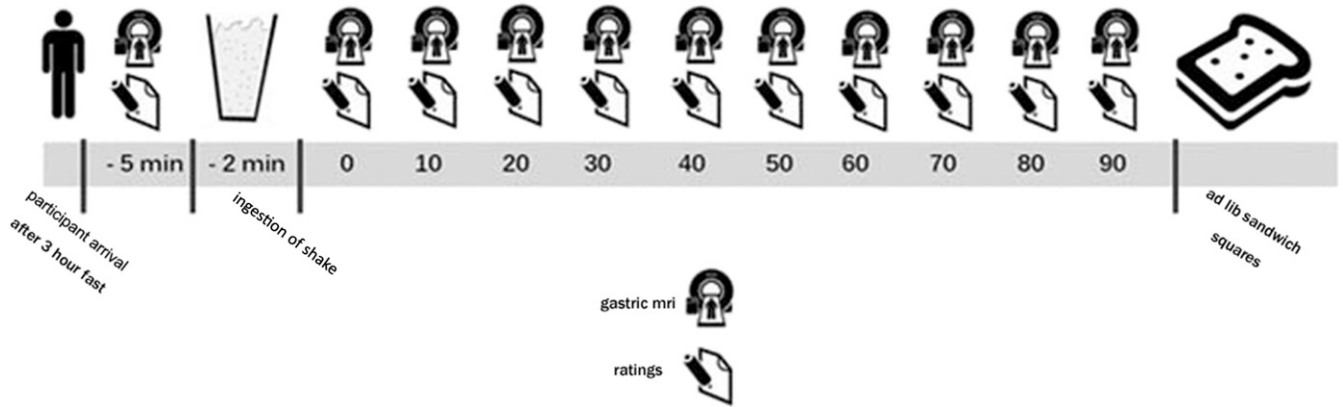 - 5 min - 2 min 0 10 20 30 40 50 60 70 80 90
participant arrival
after 3 hour fast
ingestion of shake
ad lib sandwich
squares
gastric mri
ratings